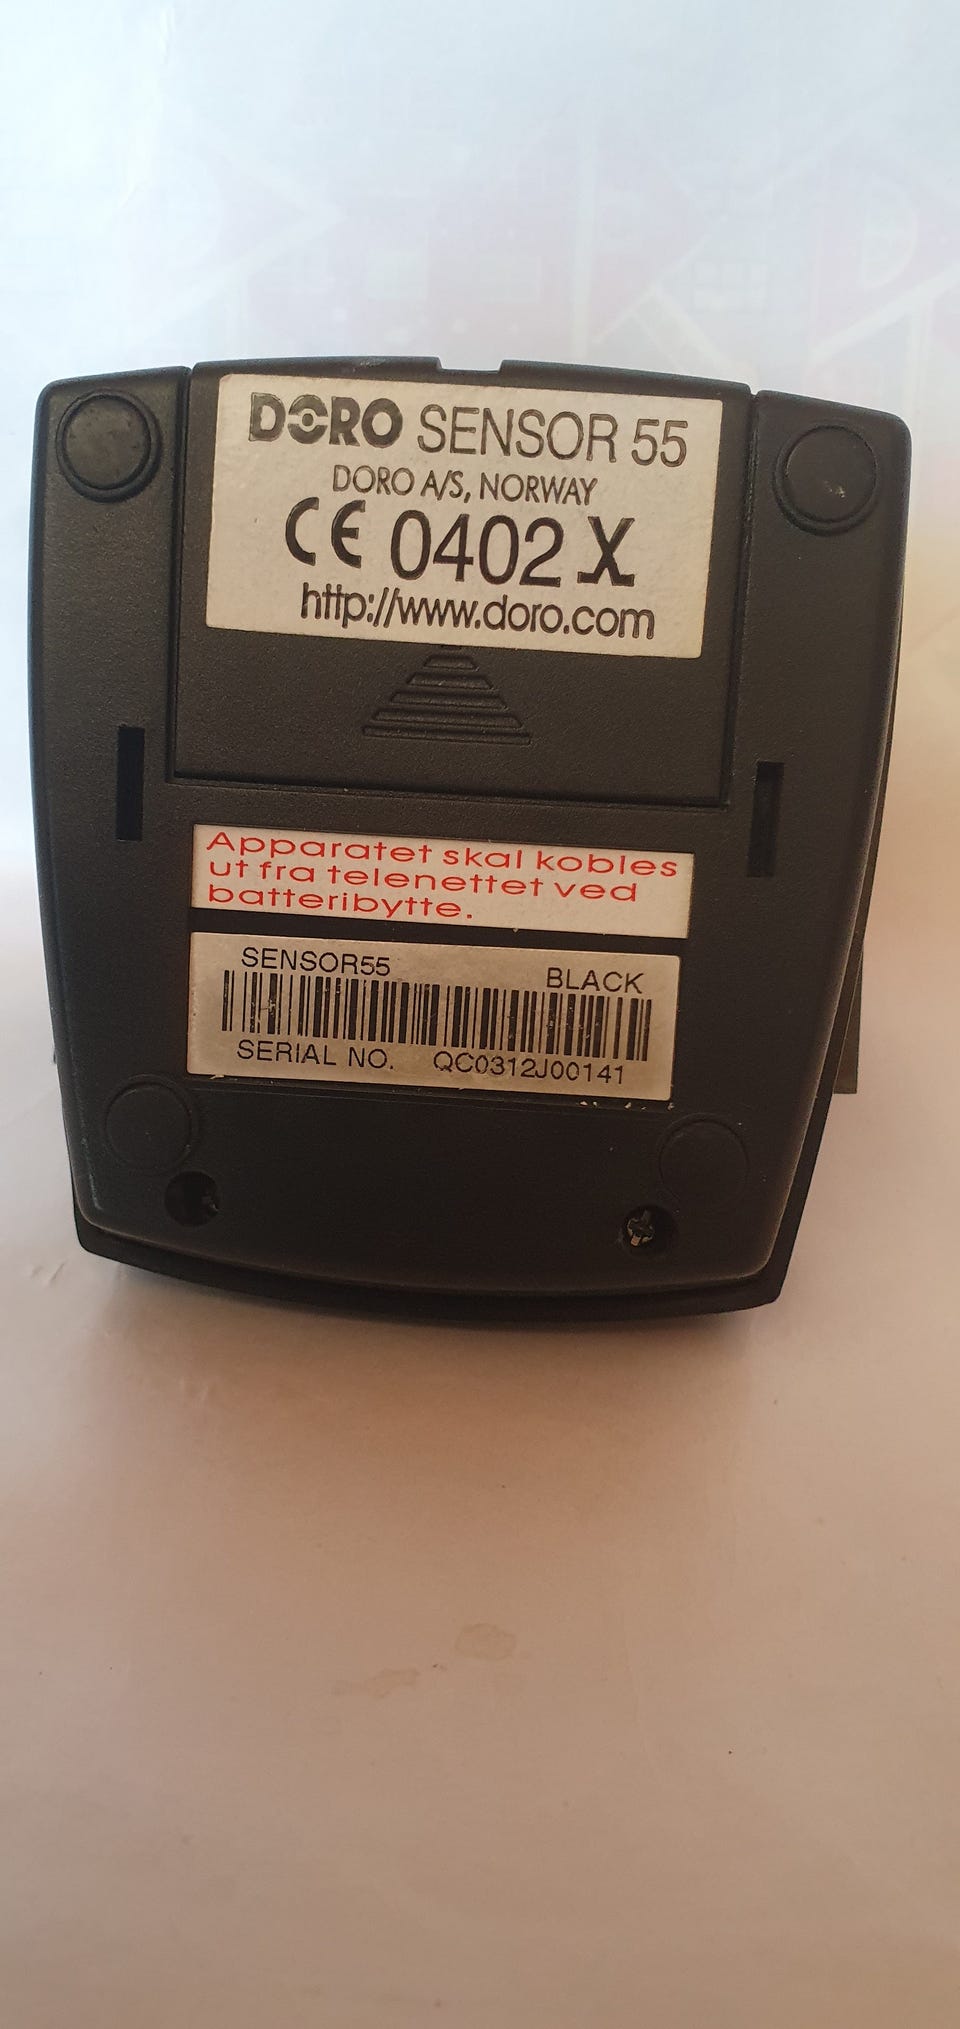 DORO SENSOR 55
DORO A/S, NORWAY
CE 0402 X
http://www.doro.com
Apparatet skal kobles
ut fra telenettet ved
batteribytte.
SENSOR55 BLACK
SERIAL NO. QC0312J00141